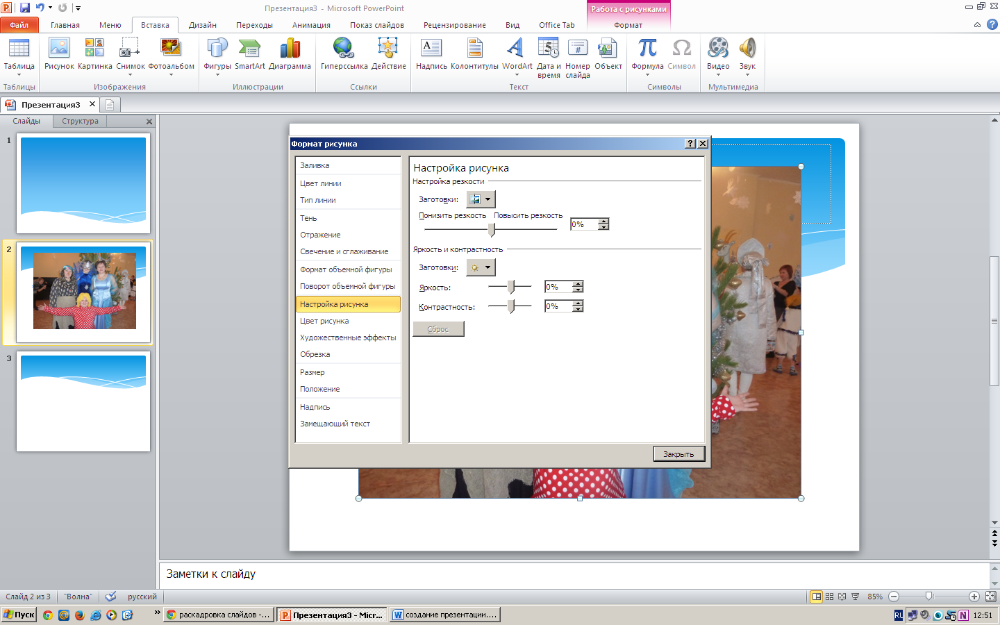 Презентация3 - Microsoft PowerPoint
Работа с рисунками
Файл Главная Меню Вставка Дизайн Переходы Анимация Показ слайдов Рецензирование Вид Office Tab Формат
Таблица Рисунок Картинка Снимок Фотоальбом Фигуры SmartArt Диаграмма Гиперссылка Действие Надпись Колонтитулы WordArt Дата и время Номер слайда Объект Формула Символ Видео Звук
Таблицы Изображения Иллюстрации Ссылки Текст Символы Мультимедиа
Презентация3
Слайды Структура
1
2
3
Формат рисунка
Заливка
Цвет линии
Тип линии
Тень
Отражение
Свечение и сглаживание
Формат объемной фигуры
Поворот объемной фигуры
Настройка рисунка
Цвет рисунка
Художественные эффекты
Обрезка
Размер
Положение
Надпись
Замещающий текст
Настройка рисунка
Настройка резкости
Заготовки:
Понизить резкость Повысить резкость
0%
Яркость и контрастность
Заготовки:
Яркость: 0%
Контрастность: 0%
Сброс
Закрыть
Заметки к слайду
Слайд 2 из 3 "Волна" русский 85%
Пуск раскадровка слайдов -... Презентация3 - Micr... создание презентации.... RU 12:51